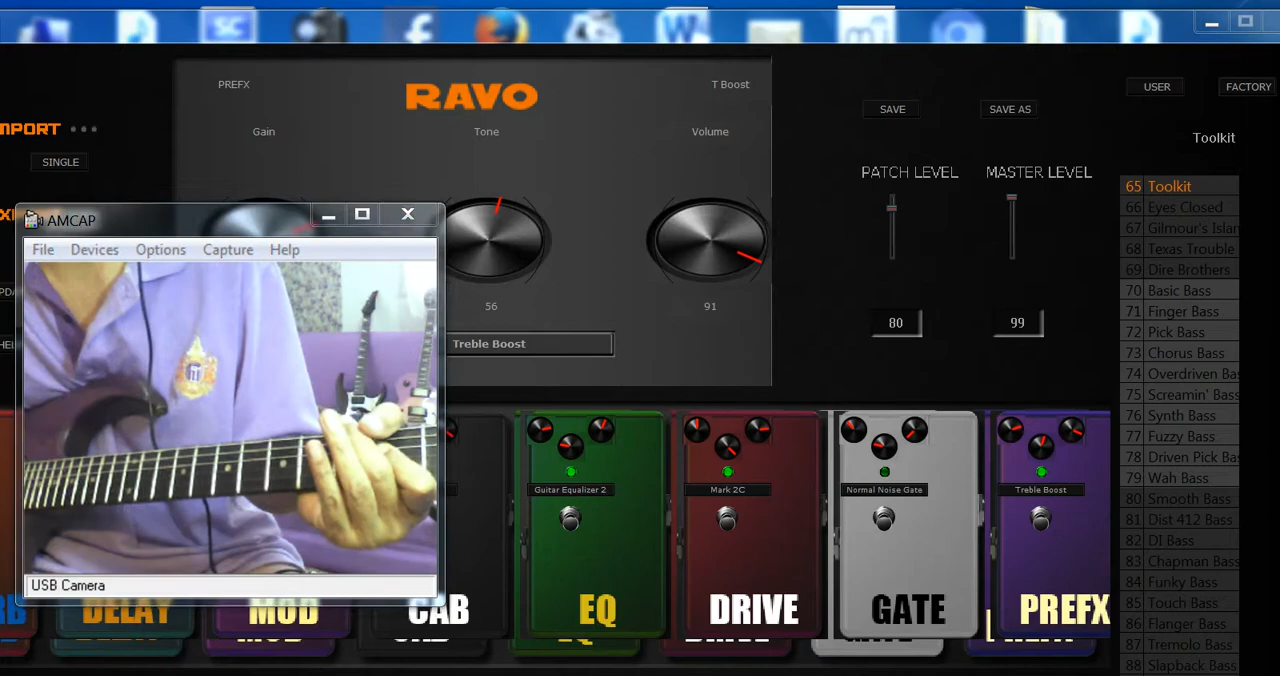 SC
USER
FACTORY
PREFX
RAVO
T Boost
SAVE
SAVE AS
Gain
Tone
Volume
MPORT
Toolkit
SINGLE
PATCH LEVEL
MASTER LEVEL
65 Toolkit
66 Eyes Closed
67 Gilmour's Islan
68 Texas Trouble
69 Dire Brothers
70 Basic Bass
71 Finger Bass
72 Pick Bass
73 Chorus Bass
74 Overdriven Bas
75 Screamin' Bass
76 Synth Bass
77 Fuzzy Bass
78 Driven Pick Ba
79 Wah Bass
80 Smooth Bass
81 Dist 412 Bass
82 DI Bass
83 Chapman Bass
84 Funky Bass
85 Touch Bass
86 Flanger Bass
87 Tremolo Bass
88 Slapback Bass
AMCAP
File Devices Options Capture Help
56
91
80
99
Treble Boost
Guitar Equalizer 2
Mark 2C
Normal Noise Gate
Treble Boost
USB Camera
DELAY
MOD
CAB
EQ
DRIVE
GATE
PREFX